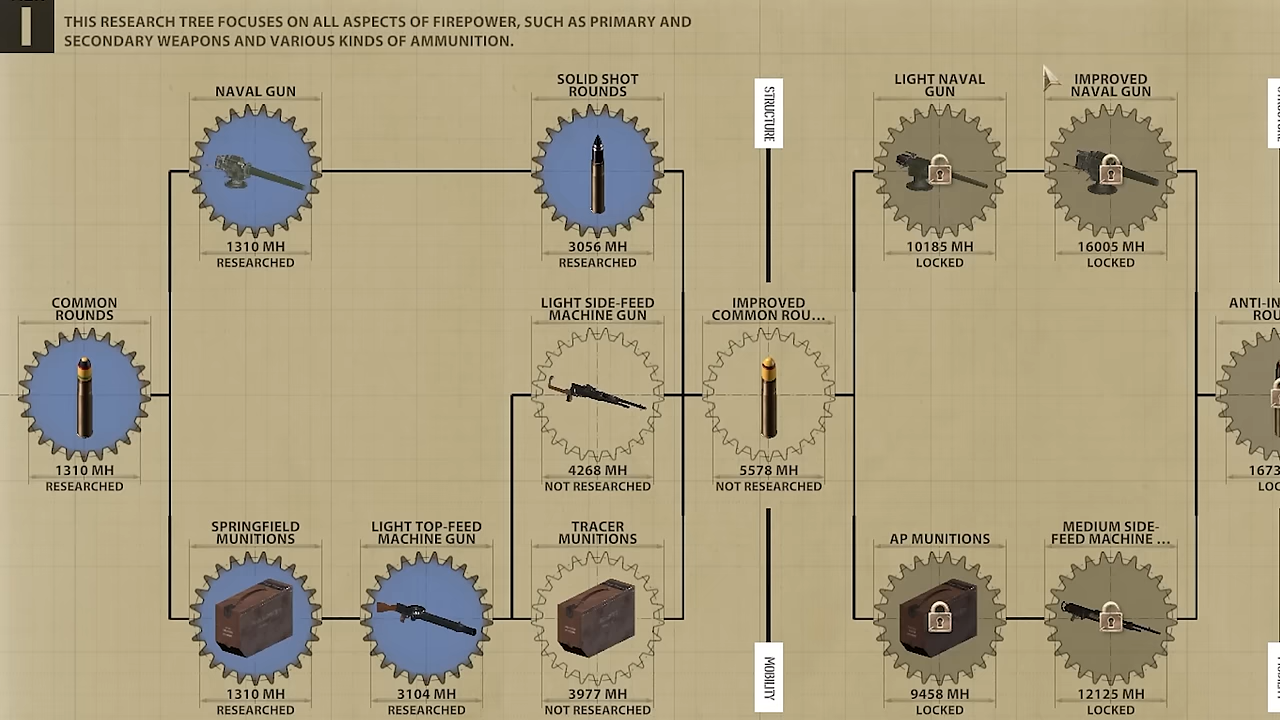 I
THIS RESEARCH TREE FOCUSES ON ALL ASPECTS OF FIREPOWER, SUCH AS PRIMARY AND
SECONDARY WEAPONS AND VARIOUS KINDS OF AMMUNITION.
NAVAL GUN
1310 MH
RESEARCHED
SOLID SHOT
ROUNDS
3056 MH
RESEARCHED
STRUCTURE
LIGHT NAVAL
GUN
10185 MH
LOCKED
IMPROVED
NAVAL GUN
16005 MH
LOCKED
COMMON
ROUNDS
1310 MH
RESEARCHED
LIGHT SIDE-FEED
MACHINE GUN
4268 MH
NOT RESEARCHED
IMPROVED
COMMON ROU...
5578 MH
NOT RESEARCHED
ANTI-IN
ROU
1673
LOC
SPRINGFIELD
MUNITIONS
1310 MH
RESEARCHED
LIGHT TOP-FEED
MACHINE GUN
3104 MH
RESEARCHED
TRACER
MUNITIONS
3977 MH
NOT RESEARCHED
MOBILITY
AP MUNITIONS
9458 MH
LOCKED
MEDIUM SIDE-
FEED MACHINE ...
12125 MH
LOCKED